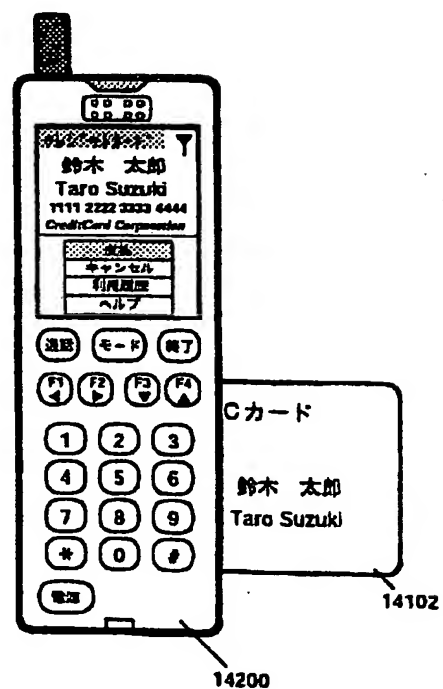 鈴木 太郎
Taro Suzuki
1111 2222 3333 4444
CreditCard Corporation
キャンセル
利用履歴
ヘルプ
通話 モード 終了
F1 F2 F3 F4
1 2 3
4 5 6
7 8 9
* 0 #
電源
Cカード
鈴木 太郎
Taro Suzuki
14102
14200